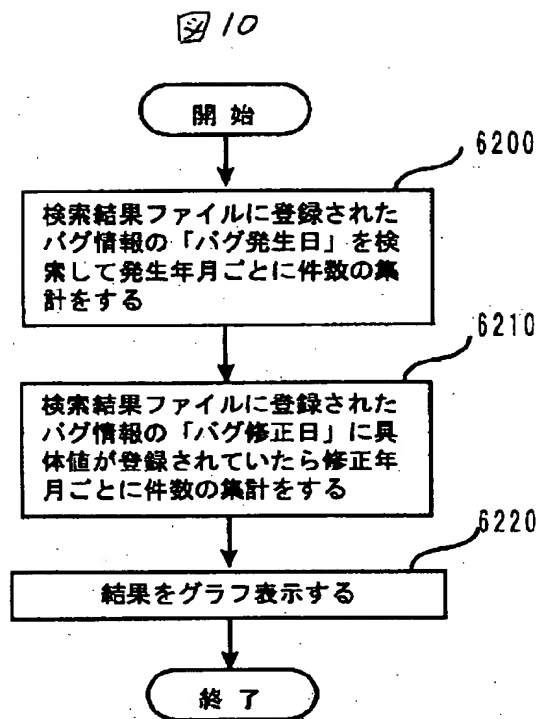 図10
開始
6200
検索結果ファイルに登録された
バグ情報の「バグ発生日」を検
索して発生年月ごとに件数の集
計をする
6210
検索結果ファイルに登録された
バグ情報の「バグ修正日」に具
体値が登録されていたら修正年
月ごとに件数の集計をする
6220
結果をグラフ表示する
終了